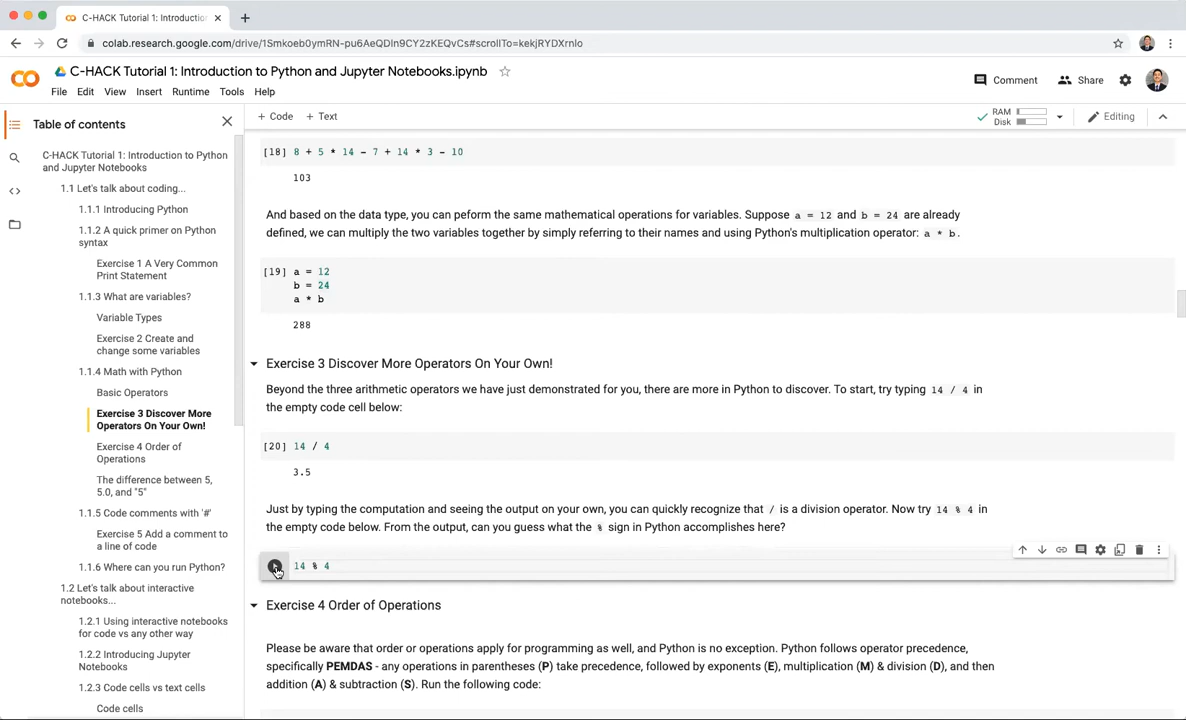 C-HACK Tutorial 1: Introductio
colab.research.google.com/drive/1Smkoeb0ymRN-pu6AeQDln9CY2zKEQvCs#scrollTo=kekjRYDXrnlo
C-HACK Tutorial 1: Introduction to Python and Jupyter Notebooks.ipynb
Comment
Share
File Edit View Insert Runtime Tools Help
Table of contents
+ Code + Text
RAM
Disk
Editing
C-HACK Tutorial 1: Introduction to Python
and Jupyter Notebooks
1.1 Let's talk about coding...
1.1.1 Introducing Python
1.1.2 A quick primer on Python
syntax
Exercise 1 A Very Common
Print Statement
1.1.3 What are variables?
Variable Types
Exercise 2 Create and
change some variables
1.1.4 Math with Python
Basic Operators
Exercise 3 Discover More
Operators On Your Own!
Exercise 4 Order of
Operations
The difference between 5,
5.0, and "5"
1.1.5 Code comments with '#'
Exercise 5 Add a comment to
a line of code
1.1.6 Where can you run Python?
1.2 Let's talk about interactive
notebooks...
1.2.1 Using interactive notebooks
for code vs any other way
1.2.2 Introducing Jupyter
Notebooks
1.2.3 Code cells vs text cells
Code cells
[18] 8 + 5 * 14 - 7 + 14 * 3 - 10
103
And based on the data type, you can peform the same mathematical operations for variables. Suppose a = 12 and b = 24 are already
defined, we can multiply the two variables together by simply referring to their names and using Python's multiplication operator: a * b.
[19] a = 12
b = 24
a * b
288
Exercise 3 Discover More Operators On Your Own!
Beyond the three arithmetic operators we have just demonstrated for you, there are more in Python to discover. To start, try typing 14 / 4 in
the empty code cell below:
[20] 14 / 4
3.5
Just by typing the computation and seeing the output on your own, you can quickly recognize that / is a division operator. Now try 14 % 4 in
the empty code below. From the output, can you guess what the % sign in Python accomplishes here?
14 % 4
Exercise 4 Order of Operations
Please be aware that order or operations apply for programming as well, and Python is no exception. Python follows operator precedence,
specifically PEMDAS - any operations in parentheses (P) take precedence, followed by exponents (E), multiplication (M) & division (D), and then
addition (A) & subtraction (S). Run the following code: